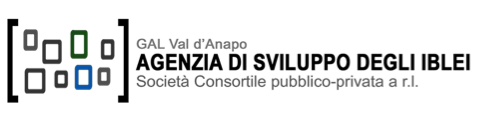 GAL Val d'Anapo
AGENZIA DI SVILUPPO DEGLI IBLEI
Società Consortile pubblico-privata a r.l.